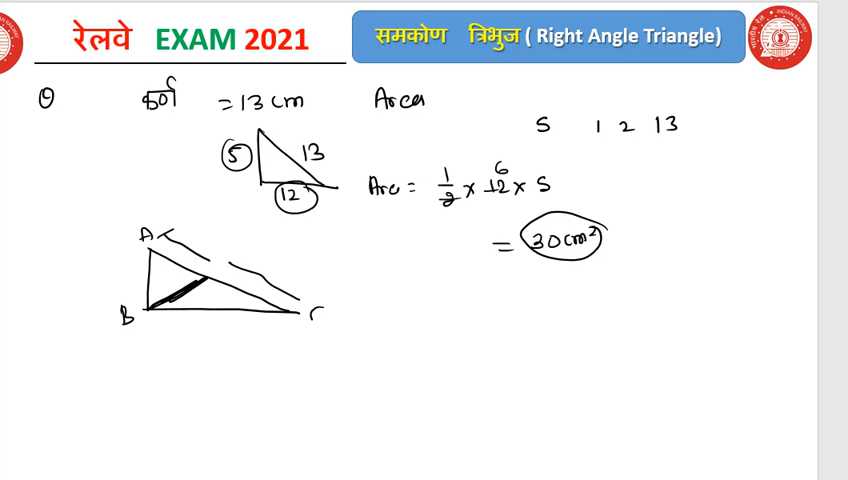 रेलवे EXAM 2021
समकोण त्रिभुज ( Right Angle Triangle)
कर्ण = 13 cm Area
5 12 13
5 13
12
Are = 1/2 × 12 × 5
6
= 30 cm²
A
B C